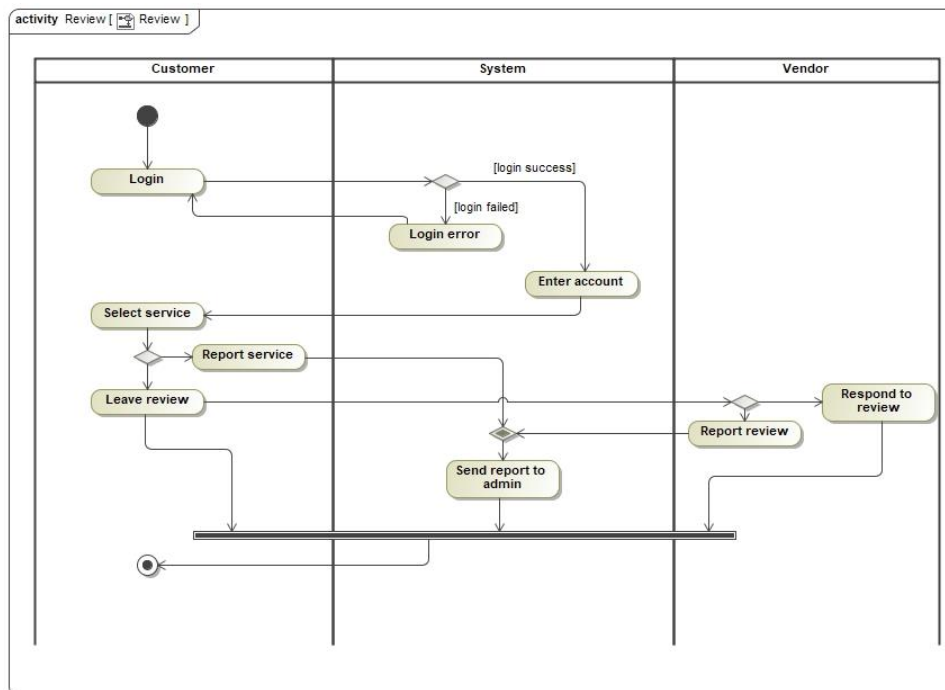 activity Review [ Review ]
Customer
System
Vendor
Login
[login success]
[login failed]
Login error
Enter account
Select service
Report service
Leave review
Respond to
review
Report review
Send report to
admin